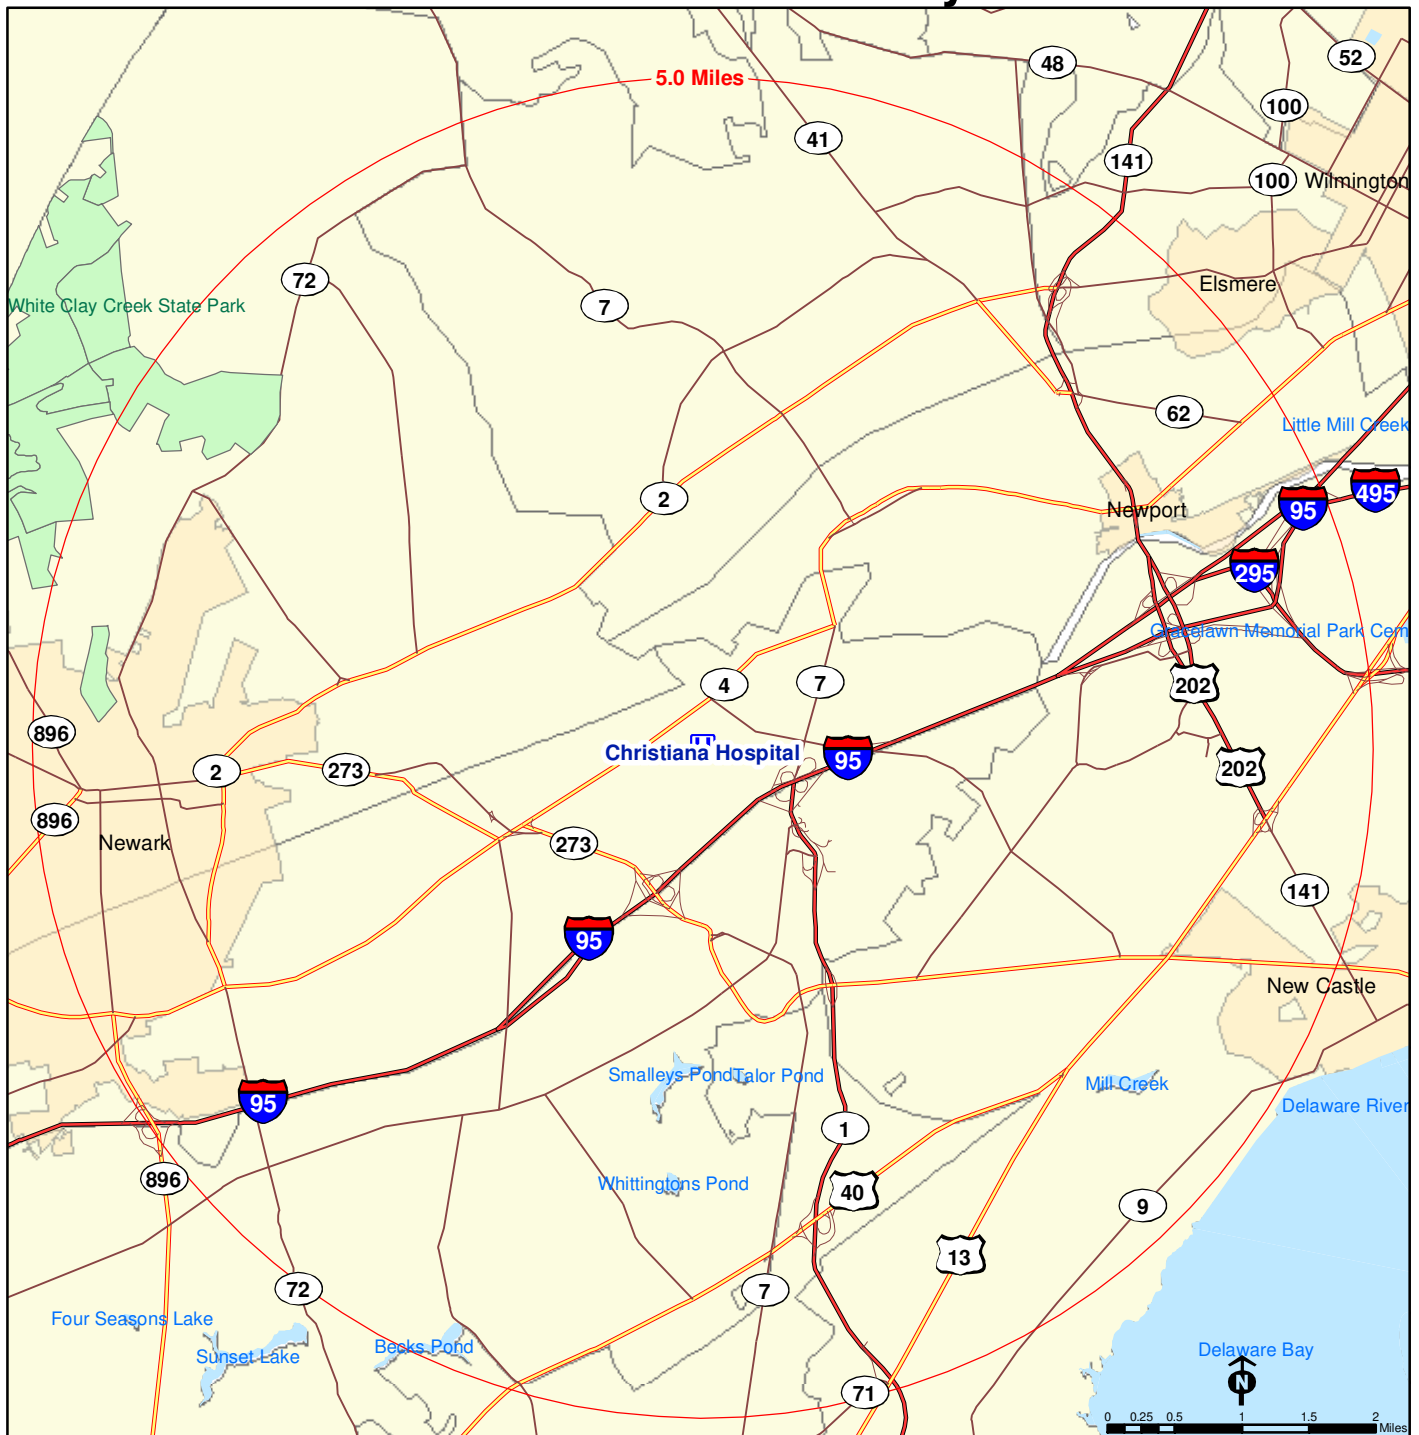 5.0 Miles
48
52
100
41
141
100
Wilmington
72
Elsmere
White Clay Creek State Park
7
62
Little Mill Creek
2
495
95
Newport
295
Gracelawn Memorial Park Cem
4
7
202
896
H
Christiana Hospital
95
2
273
202
896
Newark
273
141
95
New Castle
Smalleys Pond
Talor Pond
Mill Creek
95
Delaware River
1
896
Whittingtons Pond
40
9
13
72
7
Four Seasons Lake
Becks Pond
Delaware Bay
Sunset Lake
N
71
0 0.25 0.5 1 1.5 2
Miles